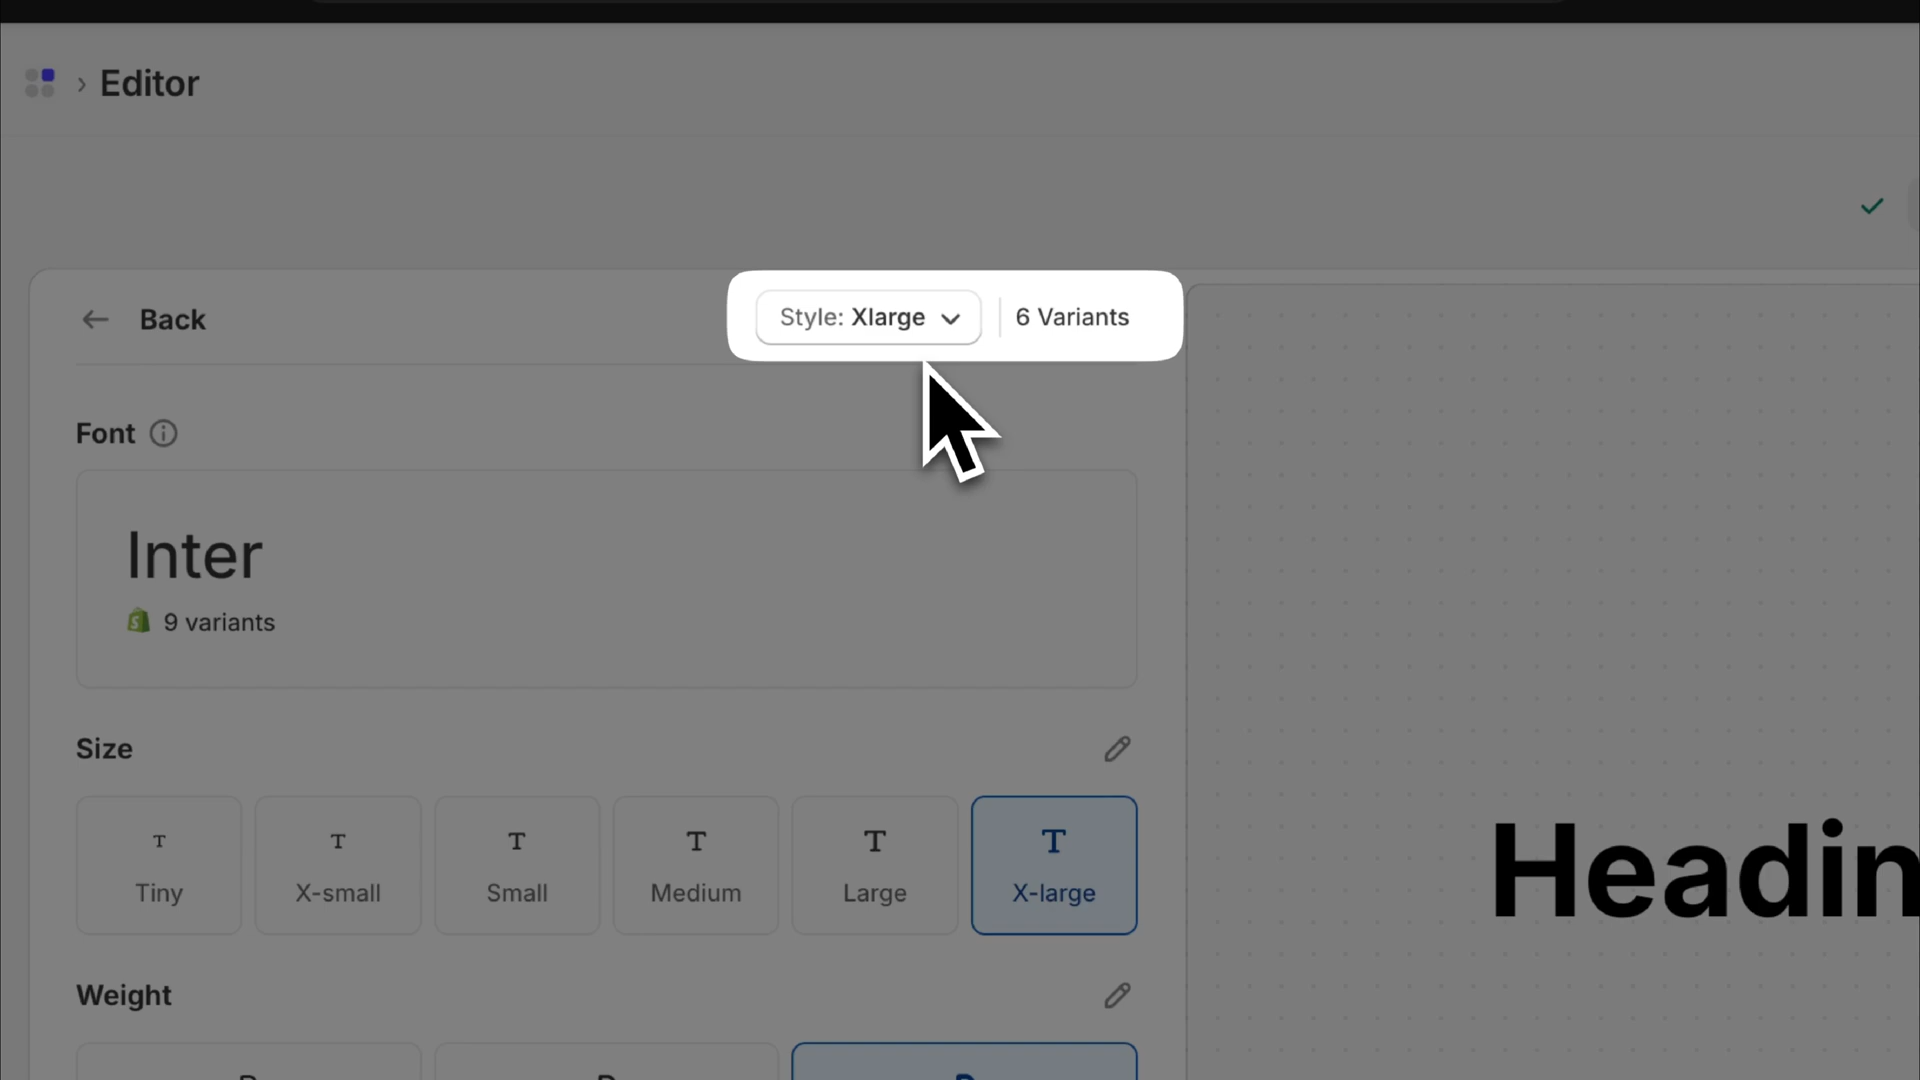 Editor
Back
Style: Xlarge
6 Variants
Font
Inter
9 variants
Size
T
Tiny
T
X-small
T
Small
T
Medium
T
Large
T
X-large
Weight
Headin